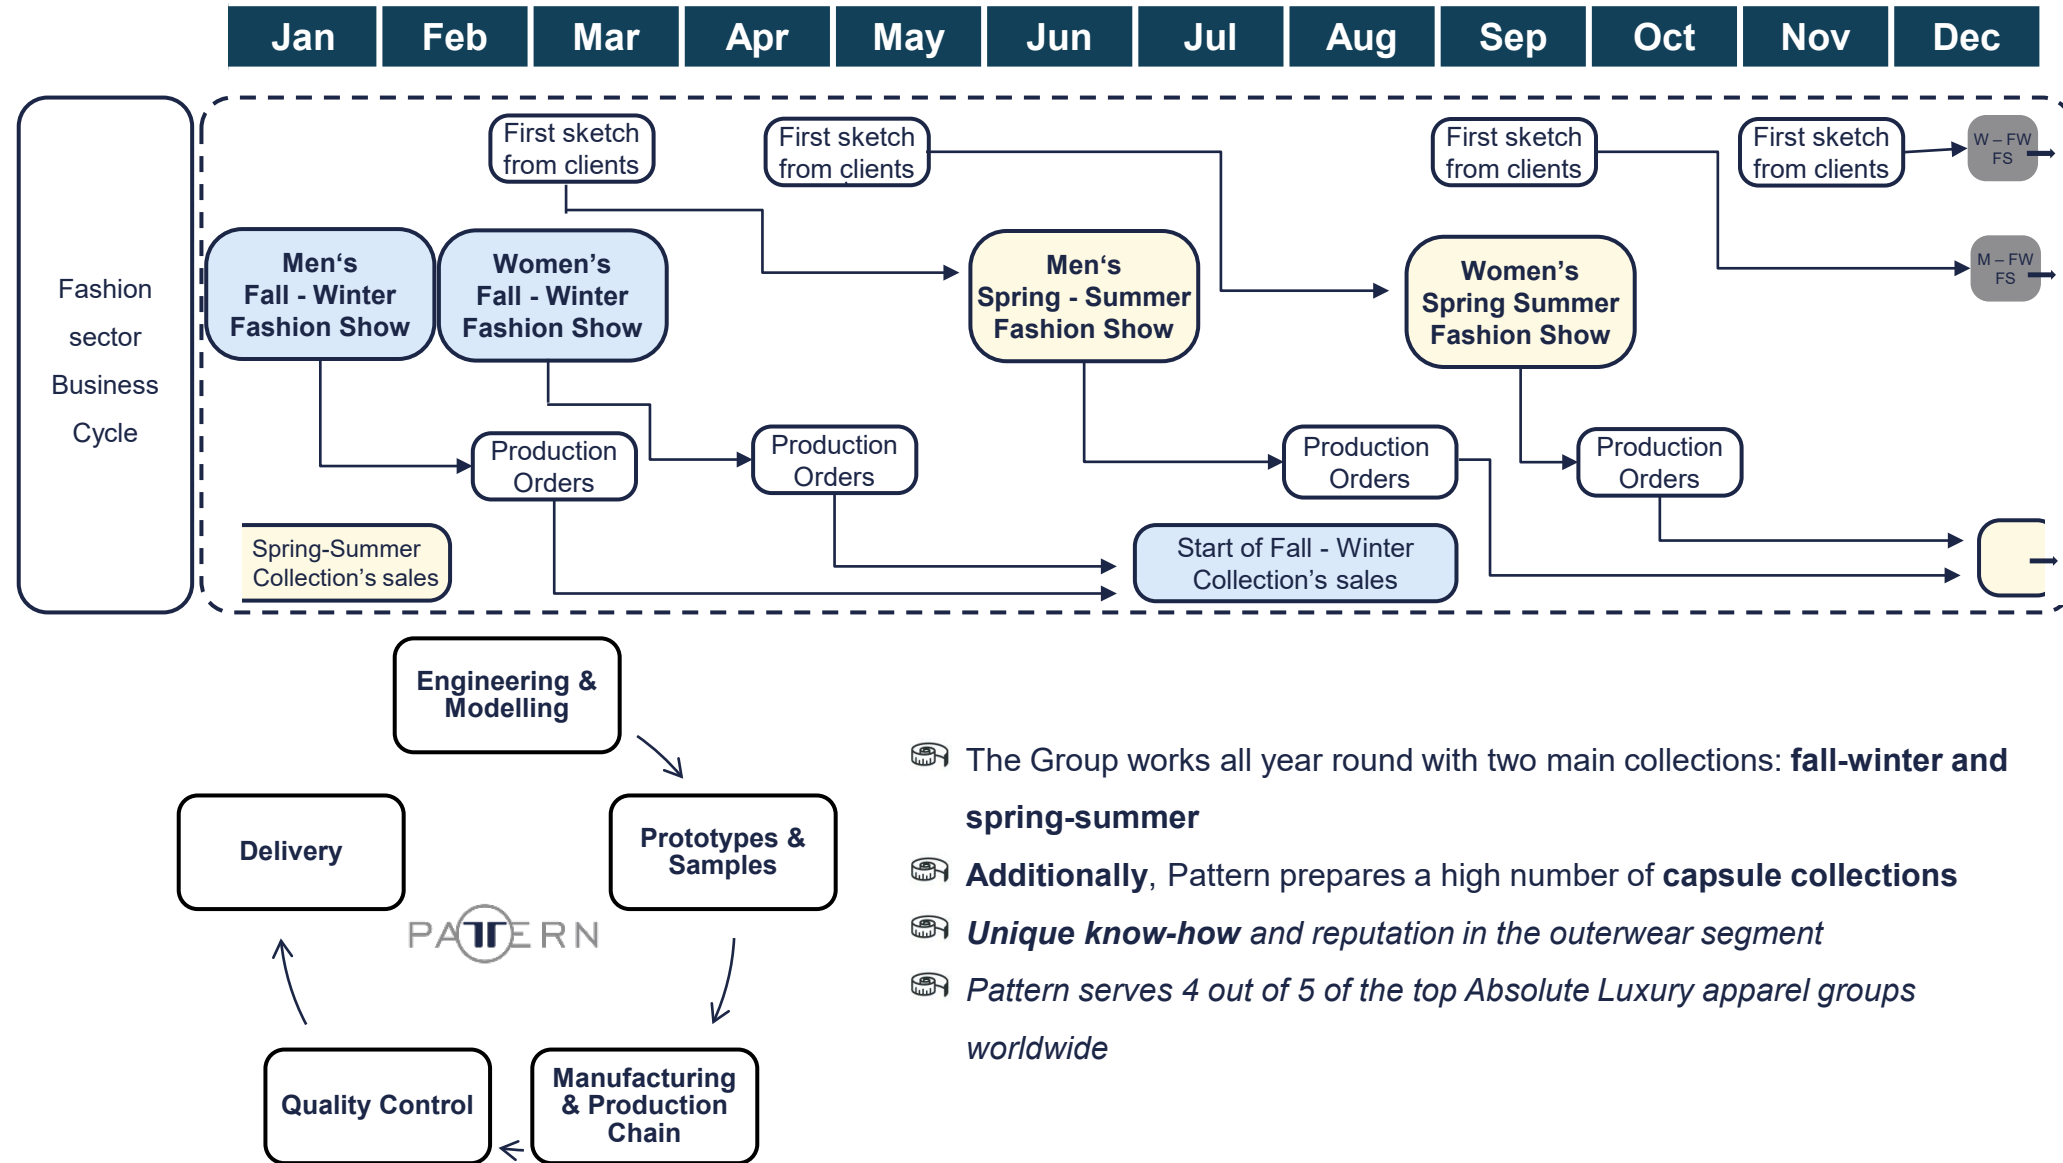 Jan Feb Mar Apr May Jun Jul Aug Sep Oct Nov Dec
Fashion
sector
Business
Cycle
First sketch
from clients
First sketch
from clients
First sketch
from clients
First sketch
from clients
W – FW
FS
Men‘s
Fall - Winter
Fashion Show
Women’s
Fall - Winter
Fashion Show
Men‘s
Spring - Summer
Fashion Show
Women’s
Spring Summer
Fashion Show
M – FW
FS
Production
Orders
Production
Orders
Production
Orders
Production
Orders
Spring-Summer
Collection’s sales
Start of Fall - Winter
Collection’s sales
Engineering &
Modelling
Prototypes &
Samples
Manufacturing
& Production
Chain
Quality Control
Delivery
PATTERN
The Group works all year round with two main collections: fall-winter and
spring-summer
Additionally, Pattern prepares a high number of capsule collections
Unique know-how and reputation in the outerwear segment
Pattern serves 4 out of 5 of the top Absolute Luxury apparel groups
worldwide